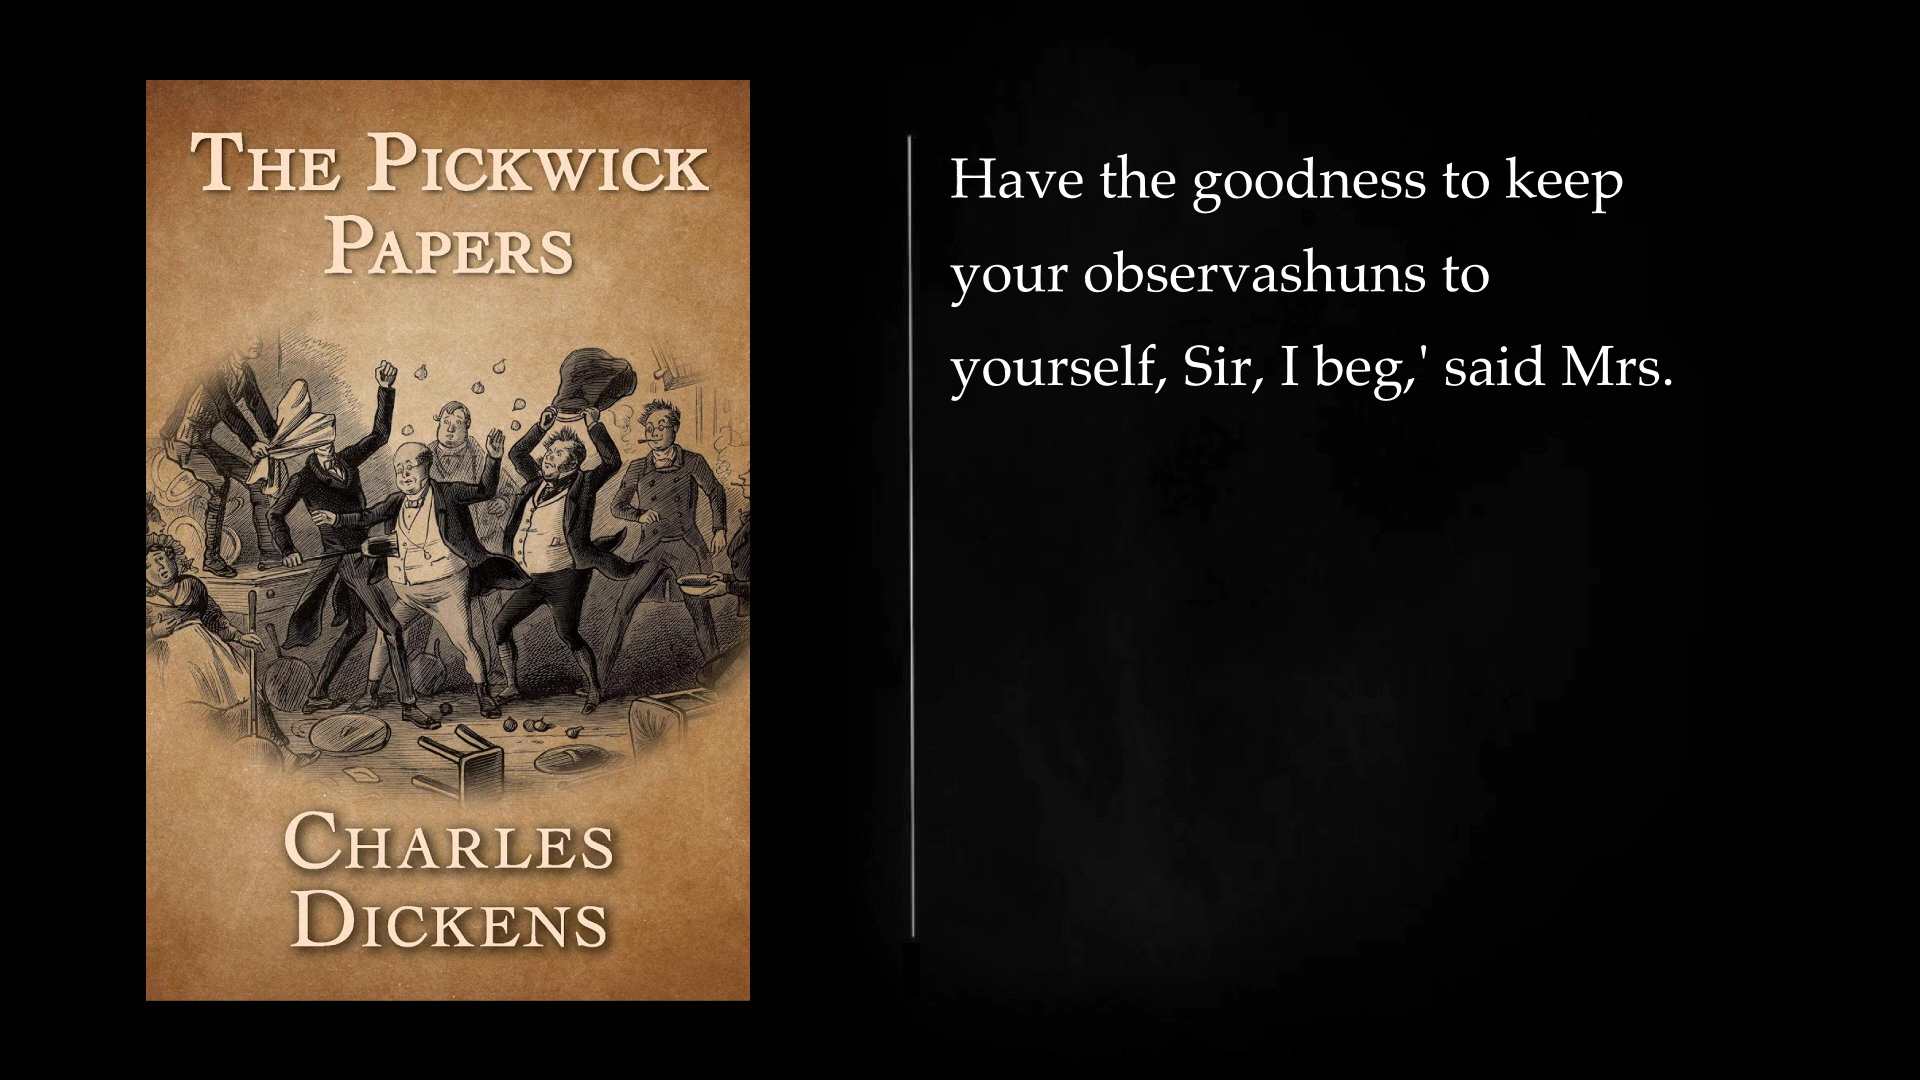 THE PICKWICK
PAPERS
CHARLES
DICKENS
Have the goodness to keep
your observashuns to
yourself, Sir, I beg,' said Mrs.